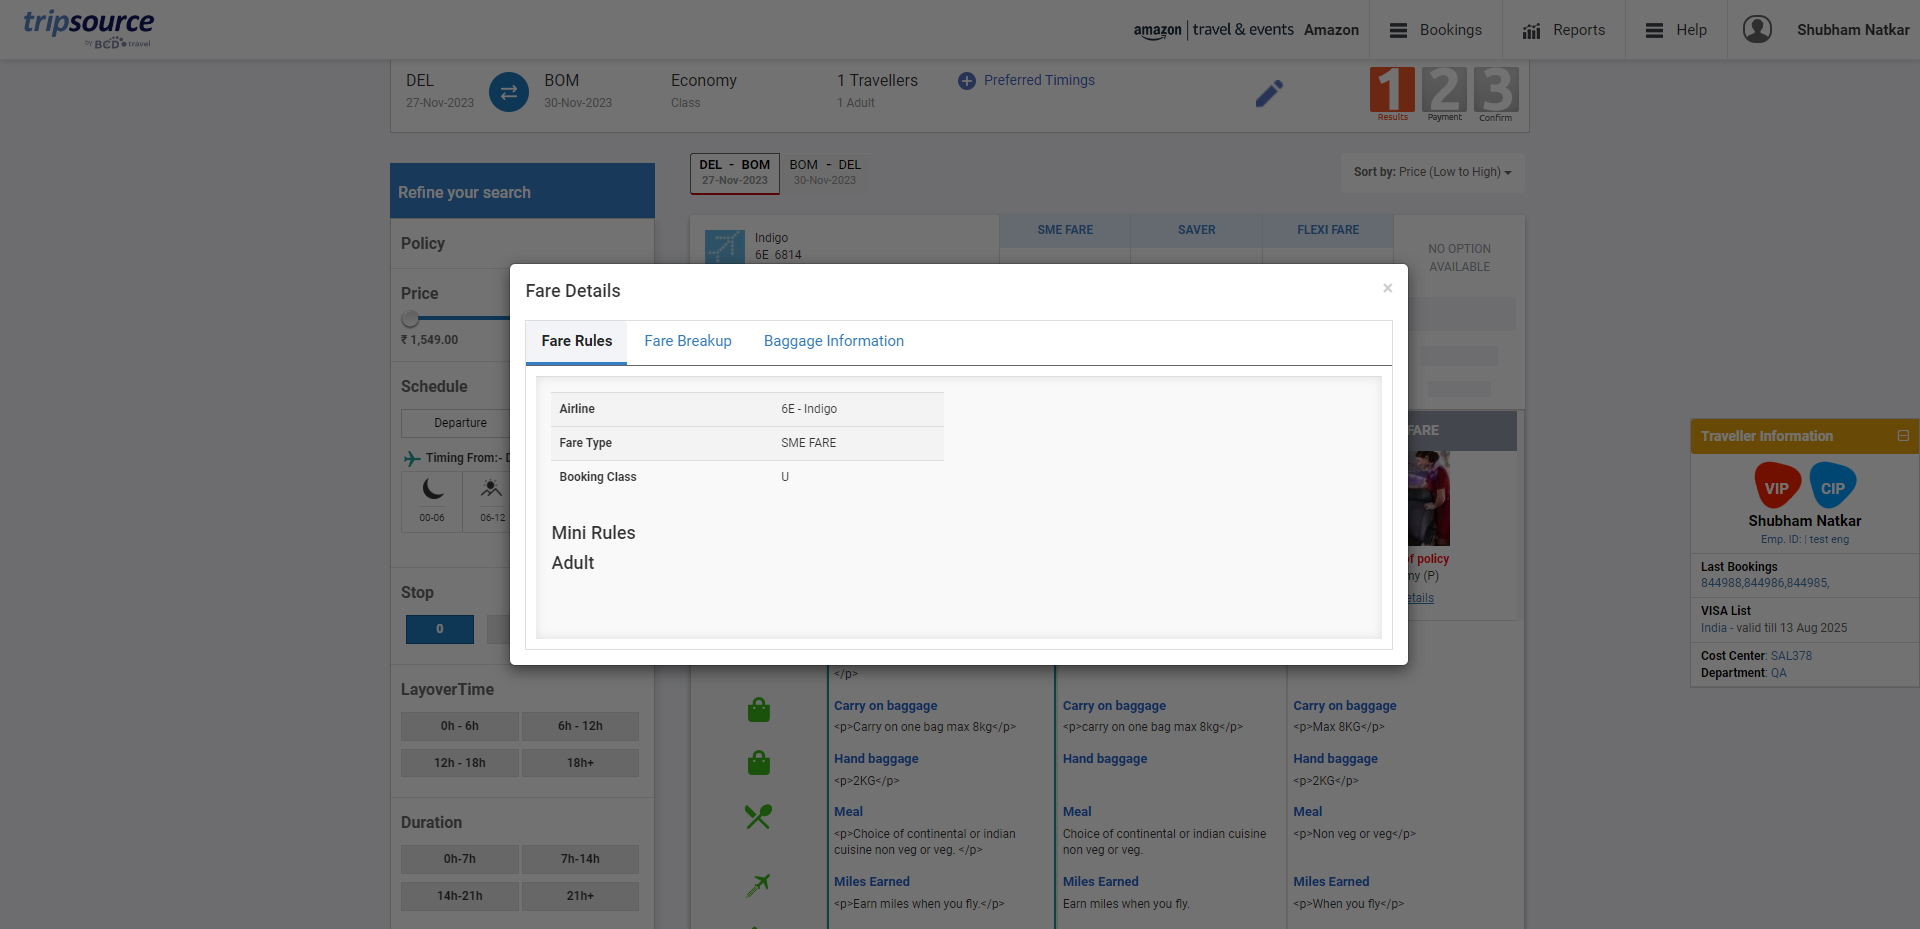 tripsource
by BCD travel
amazon | travel & events Amazon
Bookings
Reports
Help
Shubham Natkar
DEL
27-Nov-2023
BOM
30-Nov-2023
Economy
Class
1 Travellers
1 Adult
Preferred Timings
1 2 3
Results Payment Confirm
Refine your search
Policy
Price
₹ 1,549.00
Schedule
Departure
Timing From:- D
00-06
06-12
Stop
0
LayoverTime
0h - 6h
6h - 12h
12h - 18h
18h+
Duration
0h-7h
7h-14h
14h-21h
21h+
DEL - BOM
27-Nov-2023
BOM - DEL
30-Nov-2023
Sort by: Price (Low to High)
Indigo
6E 6814
SME FARE
SAVER
FLEXI FARE
NO OPTION
AVAILABLE
Fare Details
×
Fare Rules
Fare Breakup
Baggage Information
Airline 6E - Indigo
Fare Type SME FARE
Booking Class U
Mini Rules
Adult
FARE
of policy
ny (P)
etails
</p>
Carry on baggage
<p>Carry on one bag max 8kg</p>
Carry on baggage
<p>carry on one bag max 8kg</p>
Carry on baggage
<p>Max 8KG</p>
Hand baggage
<p>2KG</p>
Hand baggage
Hand baggage
<p>2KG</p>
Meal
<p>Choice of continental or indian
cuisine non veg or veg. </p>
Meal
Choice of continental or indian cuisine
non veg or veg.
Meal
<p>Non veg or veg</p>
Miles Earned
<p>Earn miles when you fly.</p>
Miles Earned
Earn miles when you fly.
Miles Earned
<p>When you fly</p>
Traveller Information
VIP
CIP
Shubham Natkar
Emp. ID: | test eng
Last Bookings
844988,844986,844985,
VISA List
India - valid till 13 Aug 2025
Cost Center: SAL378
Department: QA